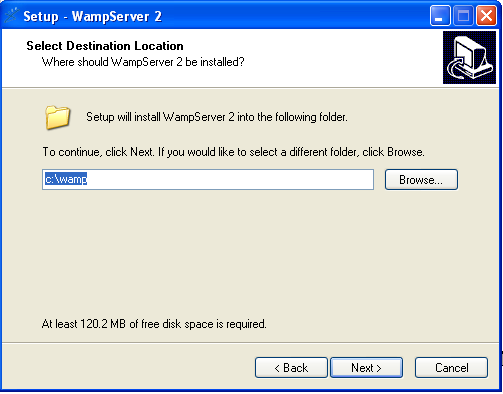 Setup - WampServer 2
Select Destination Location
Where should WampServer 2 be installed?
Setup will install WampServer 2 into the following folder.
To continue, click Next. If you would like to select a different folder, click Browse.
c:\wamp
Browse...
At least 120.2 MB of free disk space is required.
< Back
Next >
Cancel